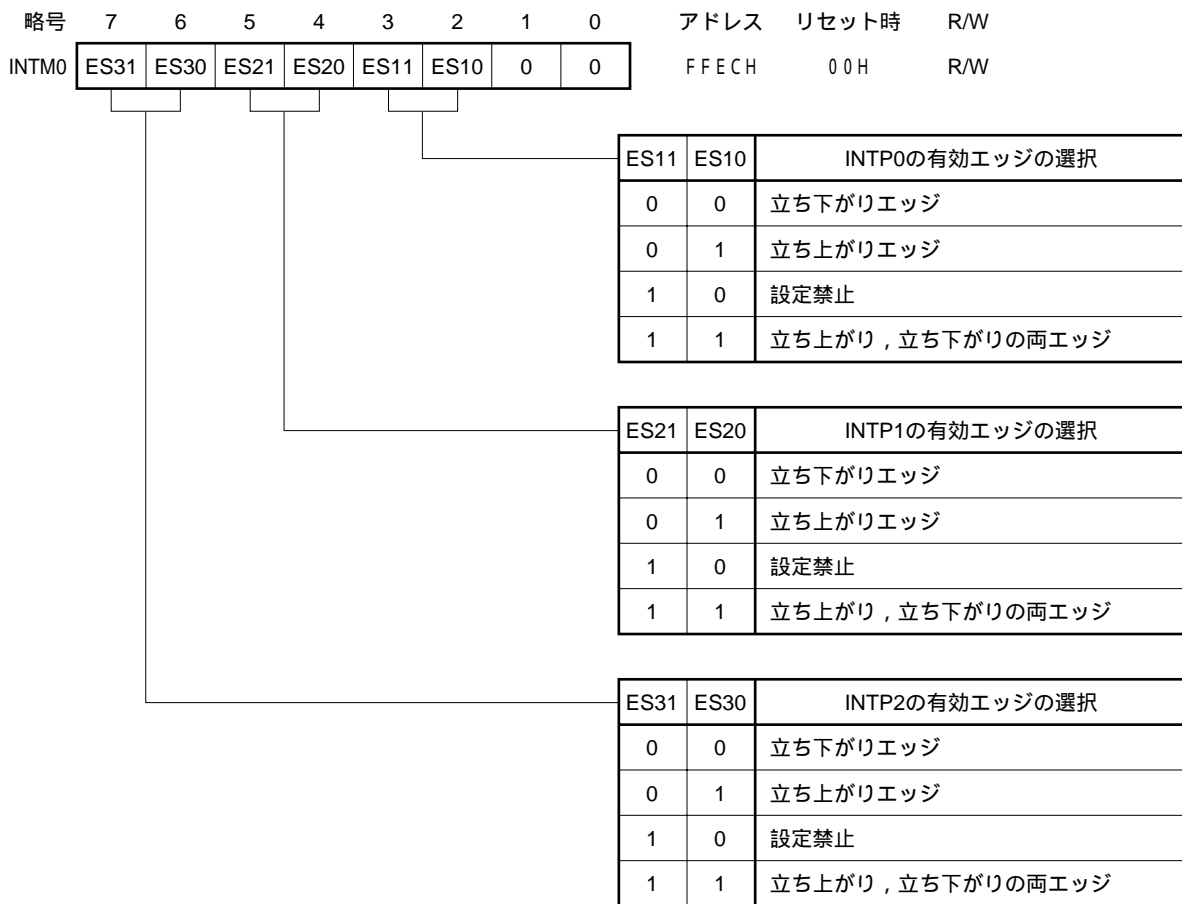 略号 7 6 5 4 3 2 1 0 アドレス リセット時 R/W
INTM0 ES31 ES30 ES21 ES20 ES11 ES10 0 0 FFECH 00H R/W
ES11 ES10 INTP0の有効エッジの選択
0 0 立ち下がりエッジ
0 1 立ち上がりエッジ
1 0 設定禁止
1 1 立ち上がり，立ち下がりの両エッジ
ES21 ES20 INTP1の有効エッジの選択
0 0 立ち下がりエッジ
0 1 立ち上がりエッジ
1 0 設定禁止
1 1 立ち上がり，立ち下がりの両エッジ
ES31 ES30 INTP2の有効エッジの選択
0 0 立ち下がりエッジ
0 1 立ち上がりエッジ
1 0 設定禁止
1 1 立ち上がり，立ち下がりの両エッジ